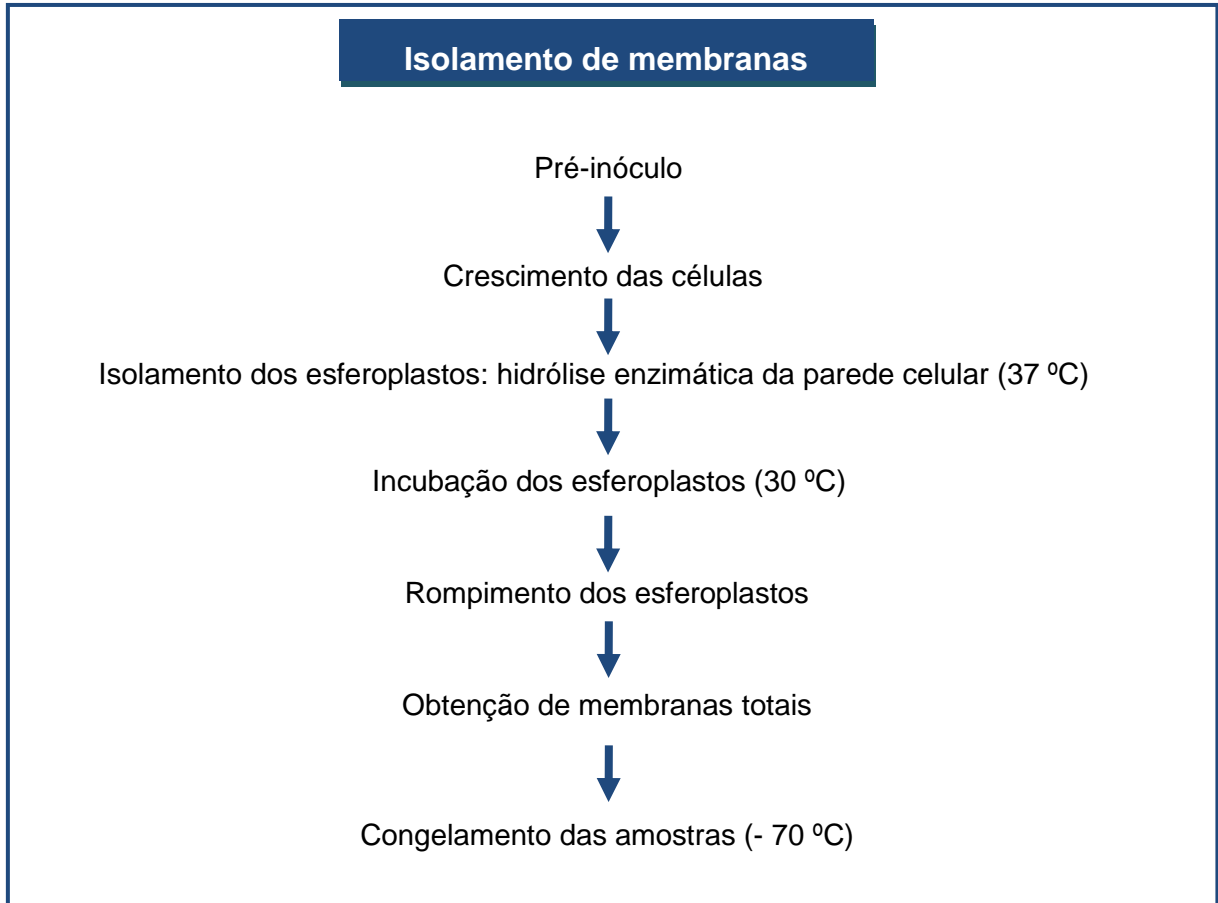 Isolamento de membranas
Pré-inóculo
Crescimento das células
Isolamento dos esferoplastos: hidrólise enzimática da parede celular (37 ºC)
Incubação dos esferoplastos (30 ºC)
Rompimento dos esferoplastos
Obtenção de membranas totais
Congelamento das amostras (- 70 ºC)